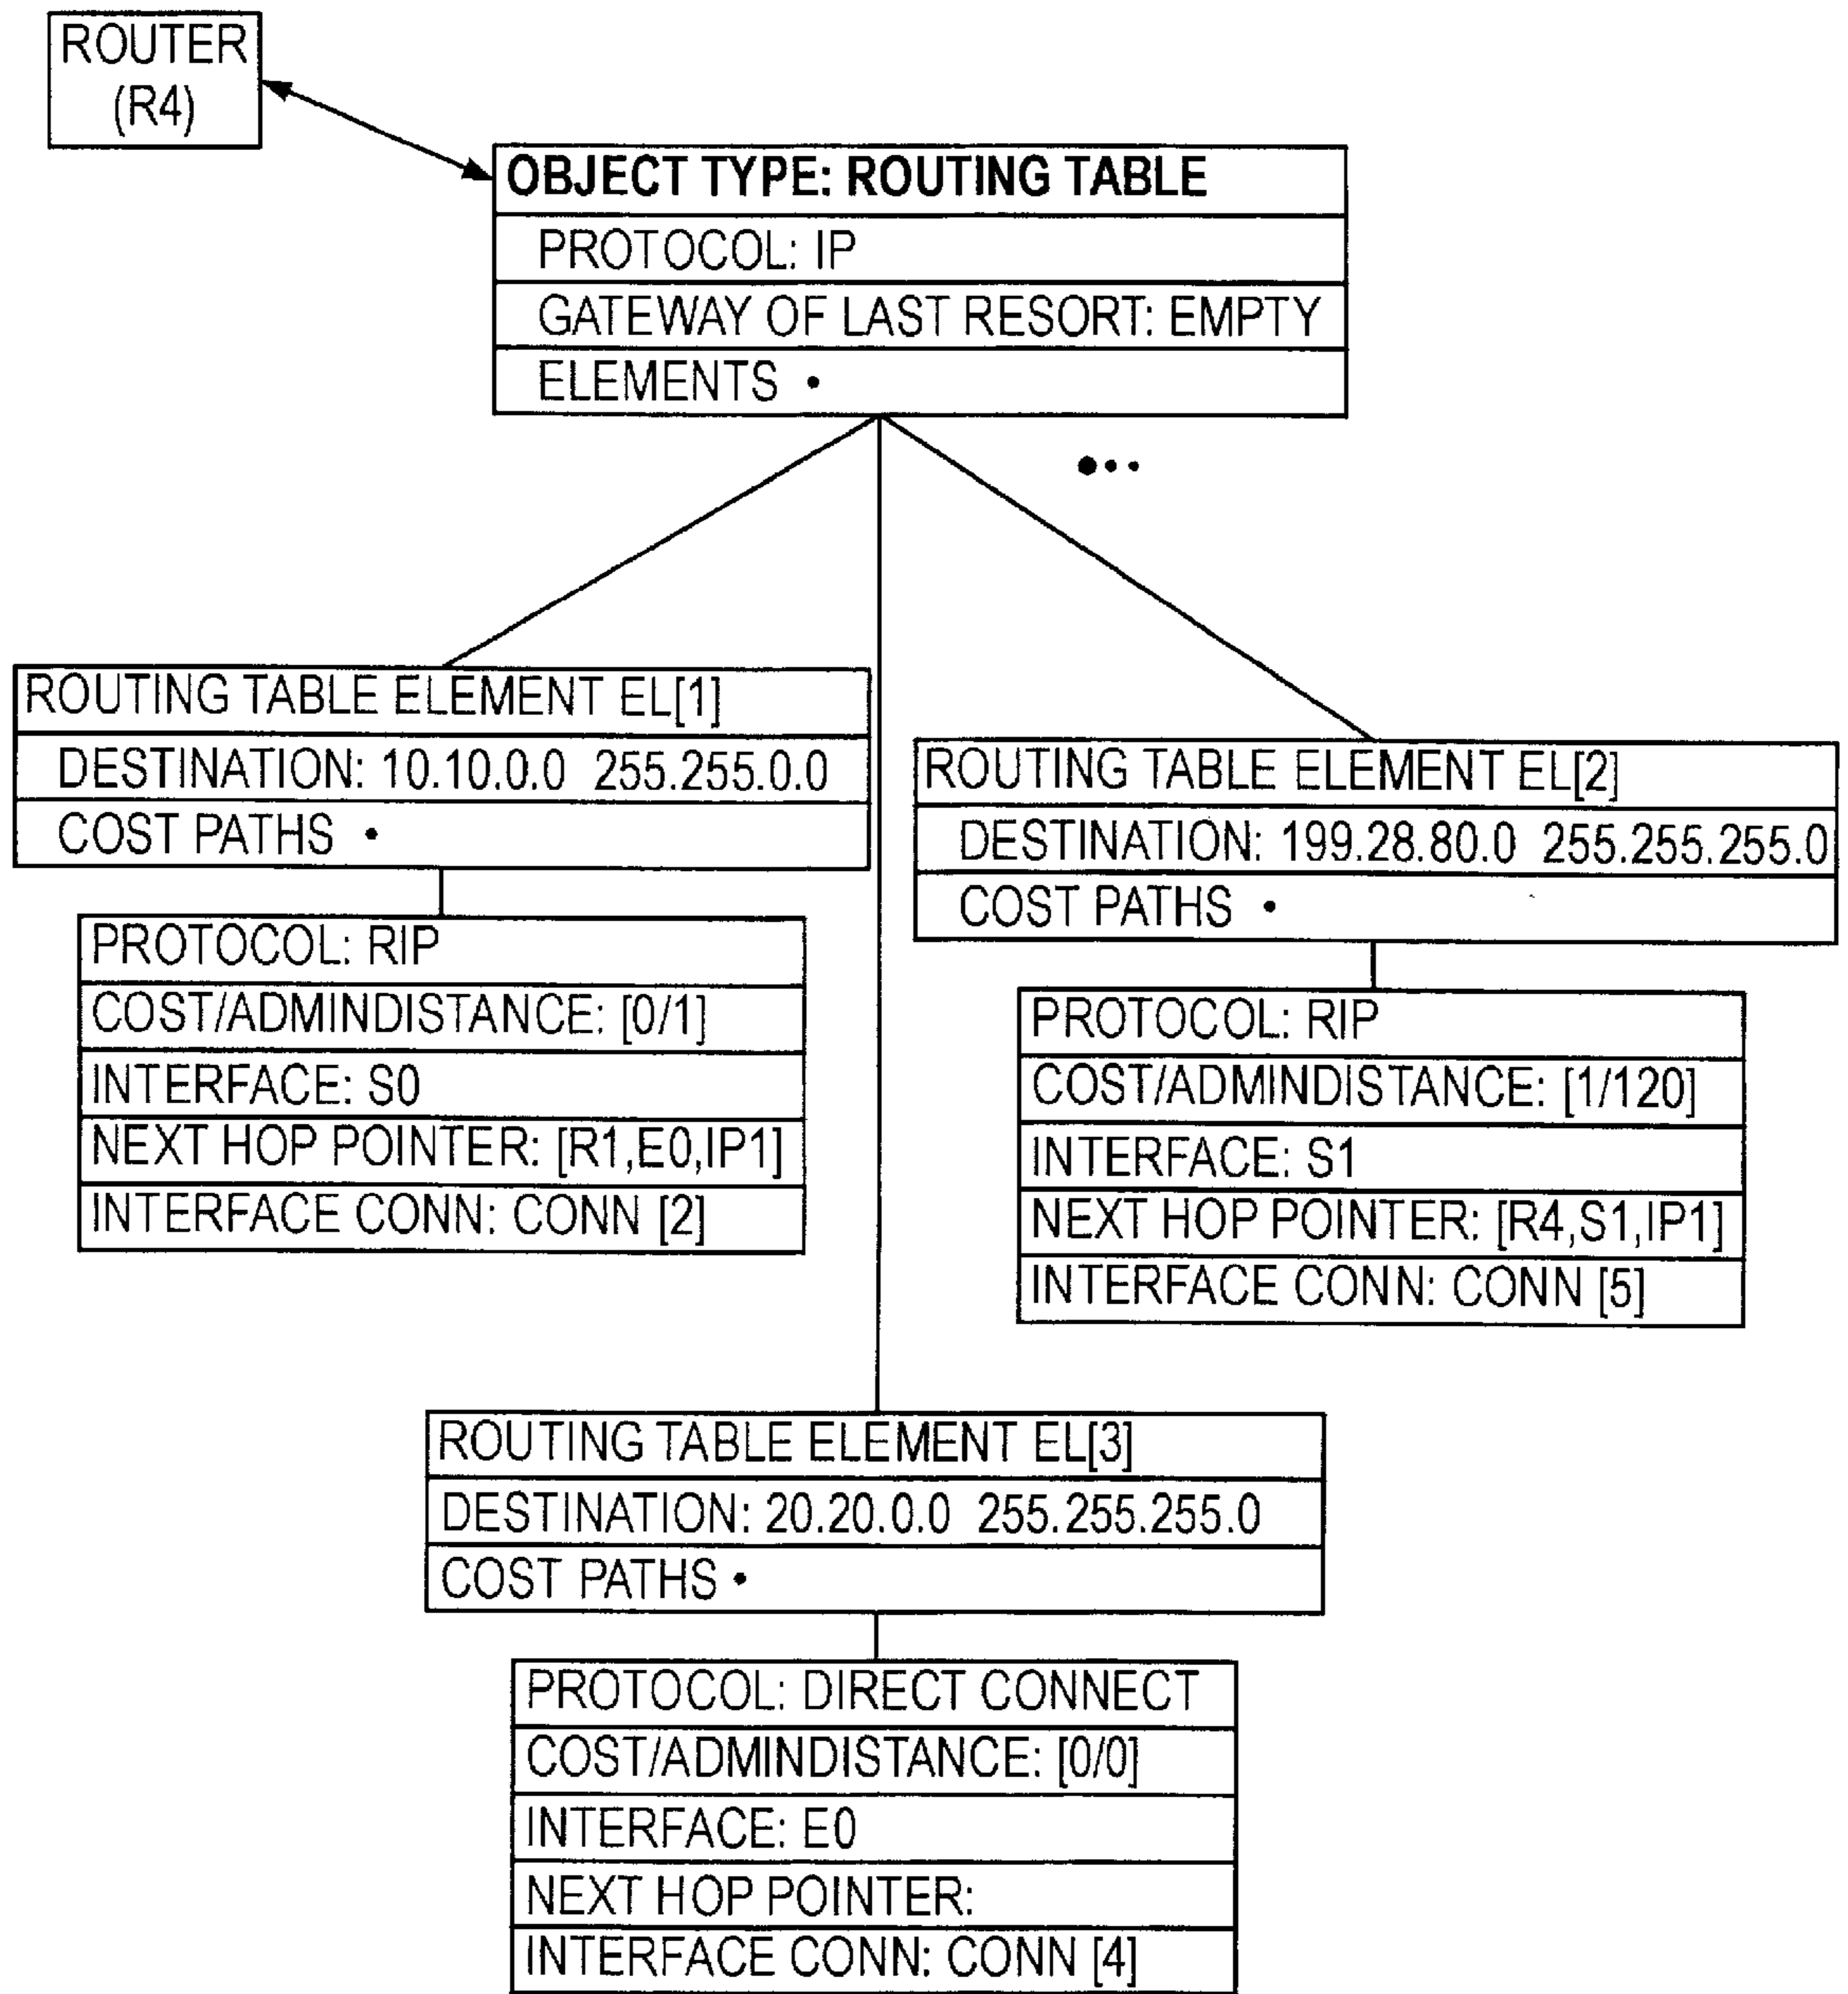 ROUTER
(R4)
OBJECT TYPE: ROUTING TABLE
PROTOCOL: IP
GATEWAY OF LAST RESORT: EMPTY
ELEMENTS •
ROUTING TABLE ELEMENT EL[1]
DESTINATION: 10.10.0.0 255.255.0.0
COST PATHS •
PROTOCOL: RIP
COST/ADMINDISTANCE: [0/1]
INTERFACE: S0
NEXT HOP POINTER: [R1,E0,IP1]
INTERFACE CONN: CONN [2]
ROUTING TABLE ELEMENT EL[2]
DESTINATION: 199.28.80.0 255.255.255.0
COST PATHS •
PROTOCOL: RIP
COST/ADMINDISTANCE: [1/120]
INTERFACE: S1
NEXT HOP POINTER: [R4,S1,IP1]
INTERFACE CONN: CONN [5]
ROUTING TABLE ELEMENT EL[3]
DESTINATION: 20.20.0.0 255.255.255.0
COST PATHS •
PROTOCOL: DIRECT CONNECT
COST/ADMINDISTANCE: [0/0]
INTERFACE: E0
NEXT HOP POINTER:
INTERFACE CONN: CONN [4]